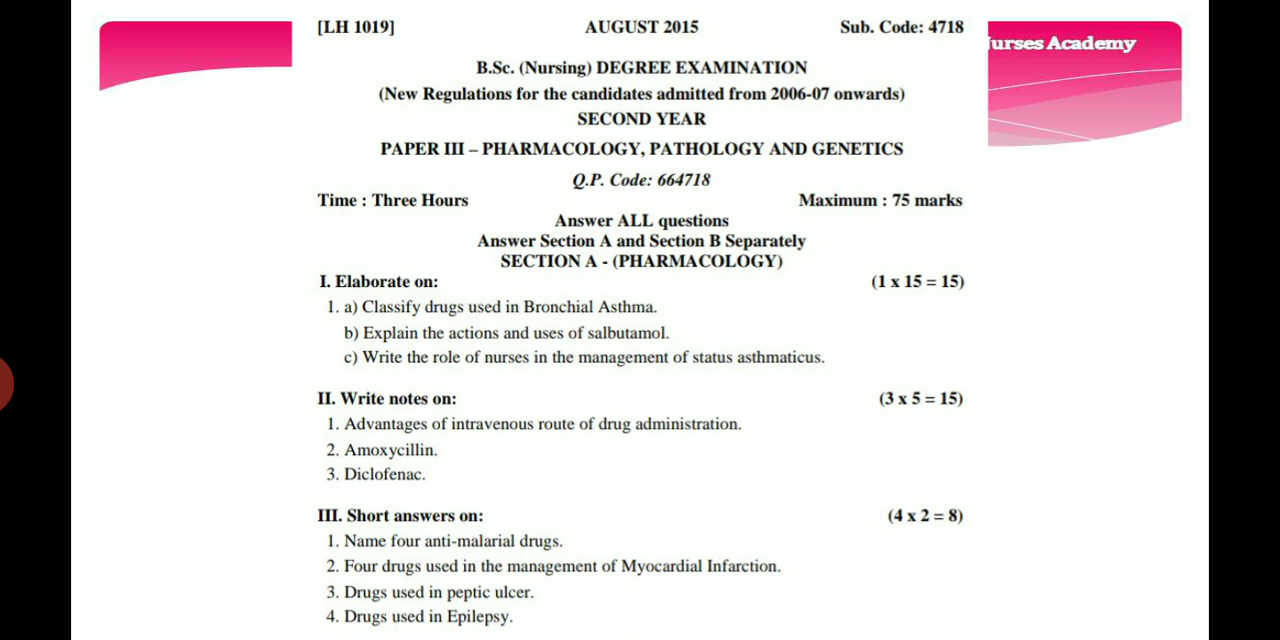 [LH 1019] AUGUST 2015 Sub. Code: 4718
urses Academy
B.Sc. (Nursing) DEGREE EXAMINATION
(New Regulations for the candidates admitted from 2006-07 onwards)
SECOND YEAR
PAPER III – PHARMACOLOGY, PATHOLOGY AND GENETICS
Q.P. Code: 664718
Time : Three Hours Maximum : 75 marks
Answer ALL questions
Answer Section A and Section B Separately
SECTION A - (PHARMACOLOGY)
I. Elaborate on: (1 x 15 = 15)
1. a) Classify drugs used in Bronchial Asthma.
b) Explain the actions and uses of salbutamol.
c) Write the role of nurses in the management of status asthmaticus.
II. Write notes on: (3 x 5 = 15)
1. Advantages of intravenous route of drug administration.
2. Amoxycillin.
3. Diclofenac.
III. Short answers on: (4 x 2 = 8)
1. Name four anti-malarial drugs.
2. Four drugs used in the management of Myocardial Infarction.
3. Drugs used in peptic ulcer.
4. Drugs used in Epilepsy.